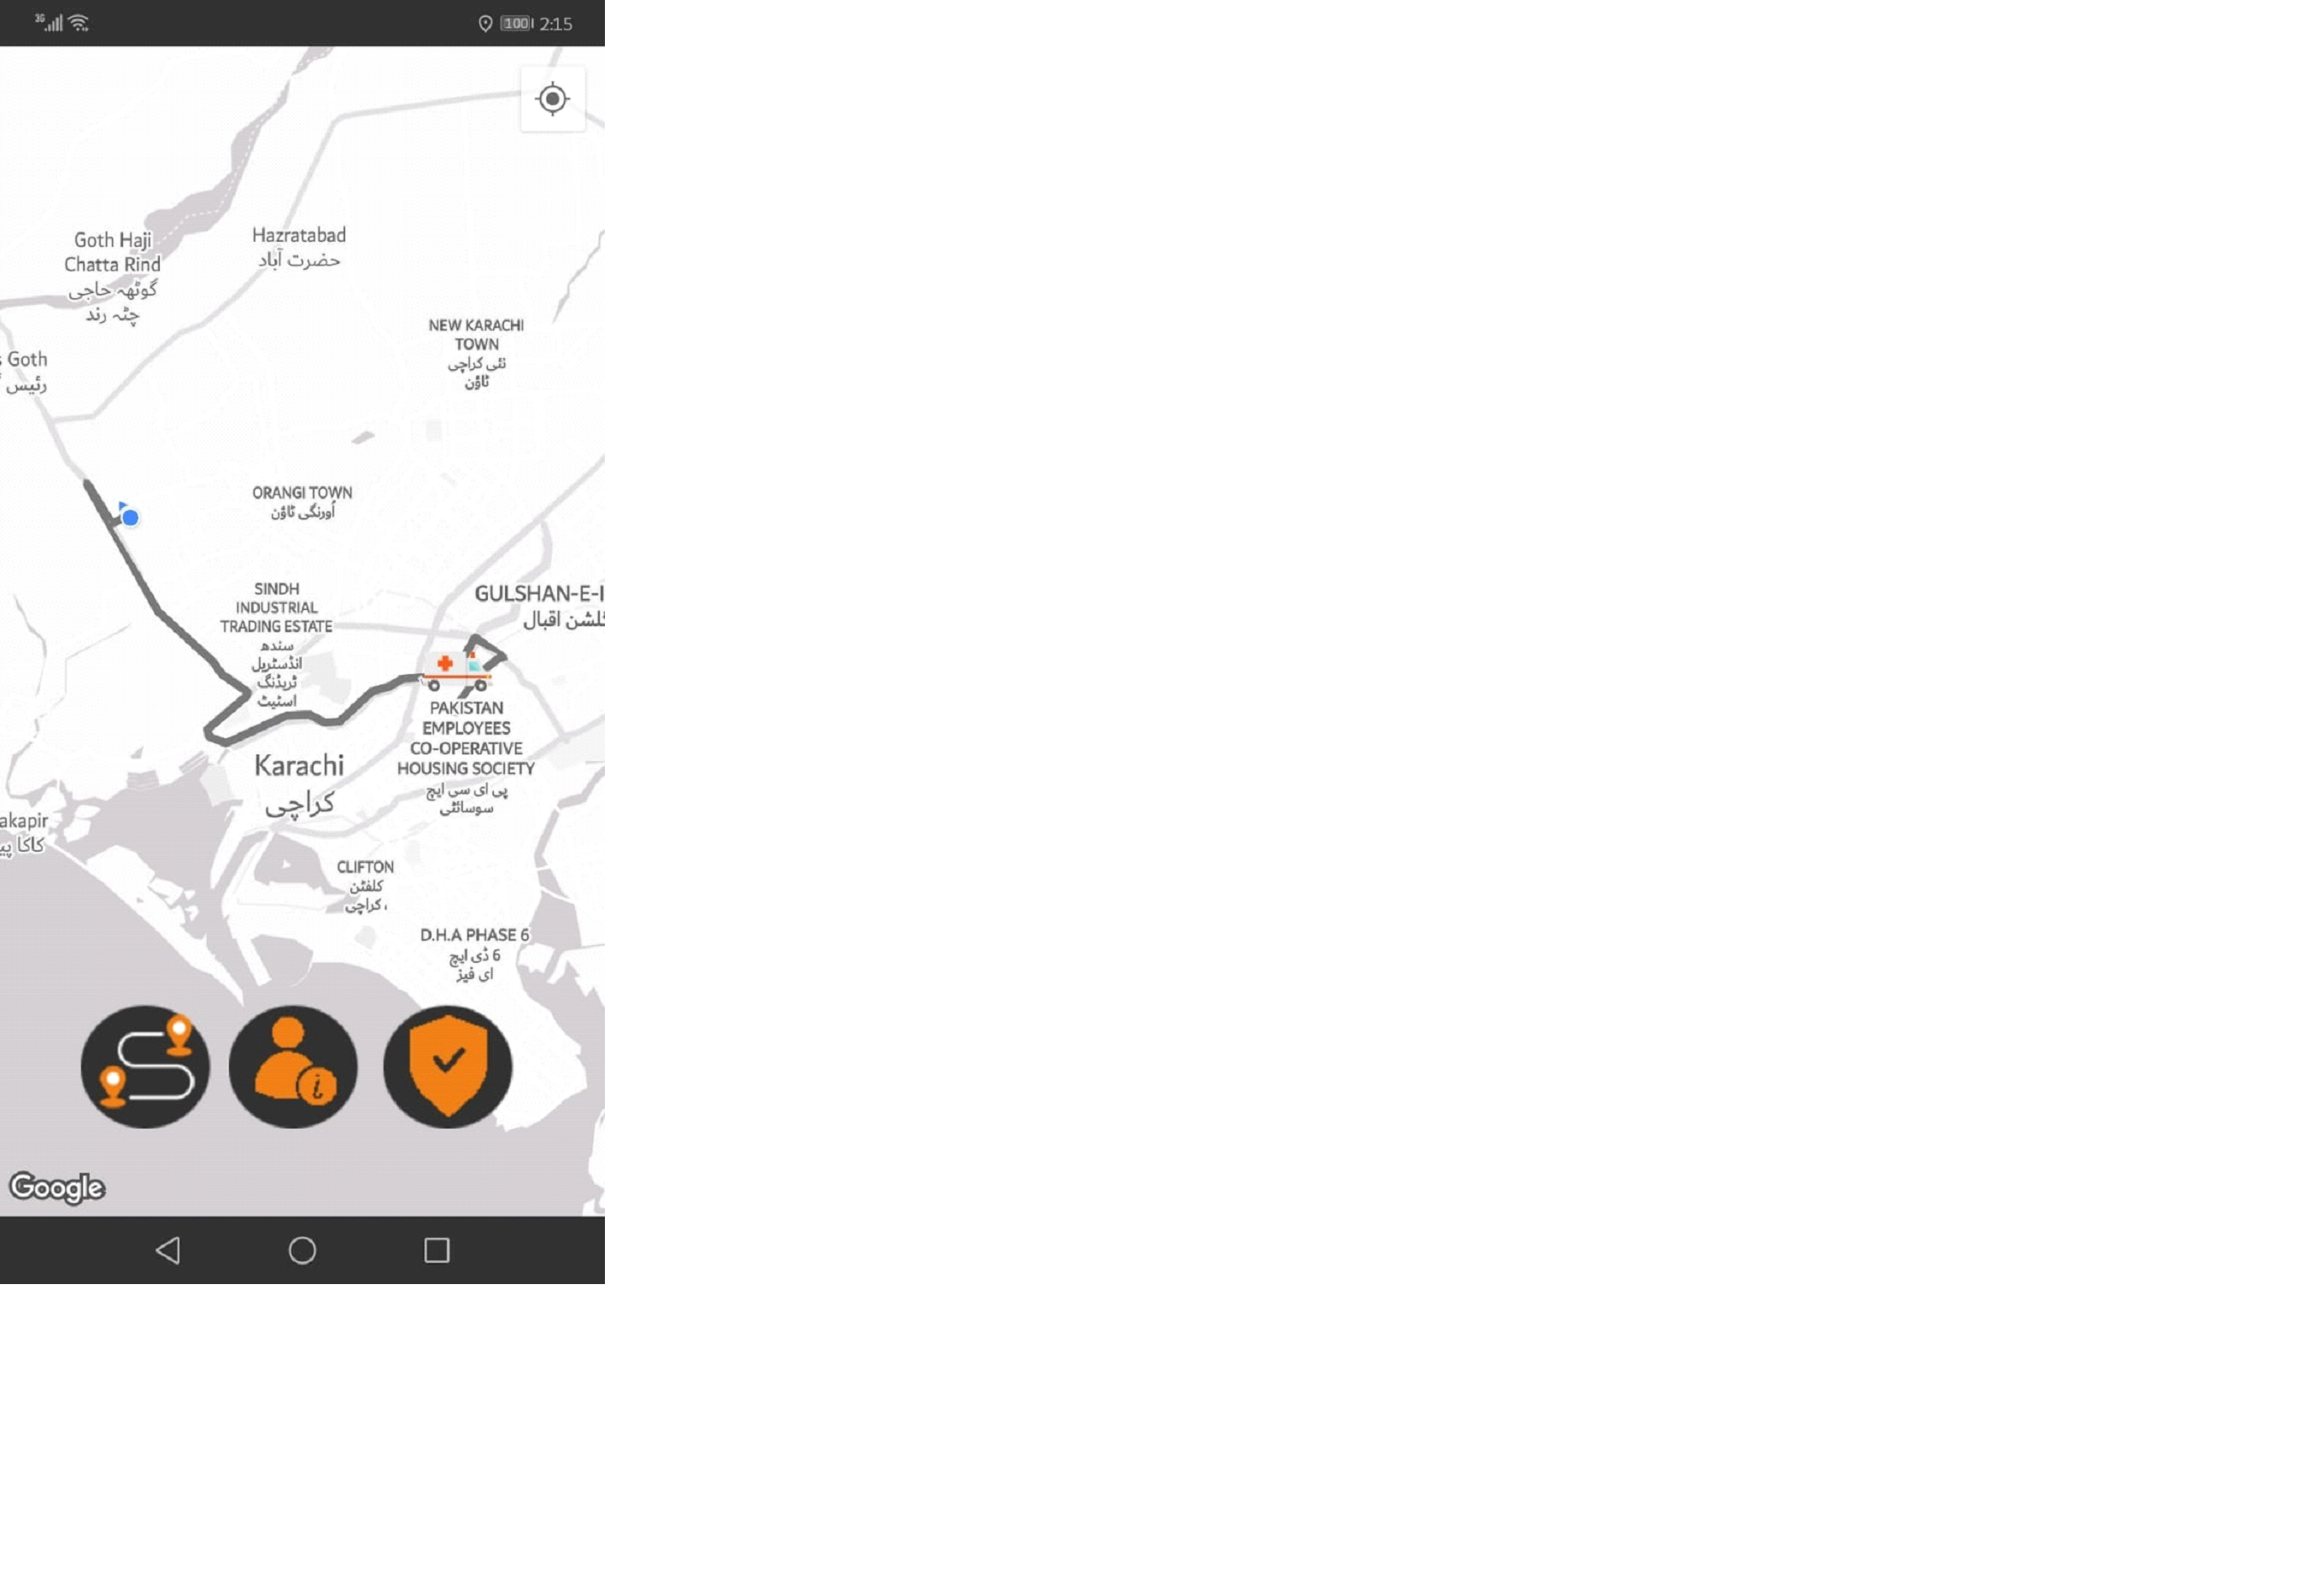 3G
100 2:15
Goth Haji
Chatta Rind
گوٹھہ حاجی
چٹہ رند
Hazratabad
حضرت آباد
NEW KARACHI
TOWN
نئی کراچی
ٹاؤن
Goth
رئیس
ORANGI TOWN
اورنگی ٹاؤن
SINDH
INDUSTRIAL
TRADING ESTATE
سندھ
انڈسٹریل
ٹریڈنگ
اسٹیٹ
GULSHAN-E-I
گلشن اقبال
PAKISTAN
EMPLOYEES
CO-OPERATIVE
HOUSING SOCIETY
پی ای سی ایچ
سوسائٹی
Karachi
کراچی
akapir
کاکا پیر
CLIFTON
کلفٹن
، کراچی
D.H.A PHASE 6
6 ڈی ایچ
ای فیز
i
Google